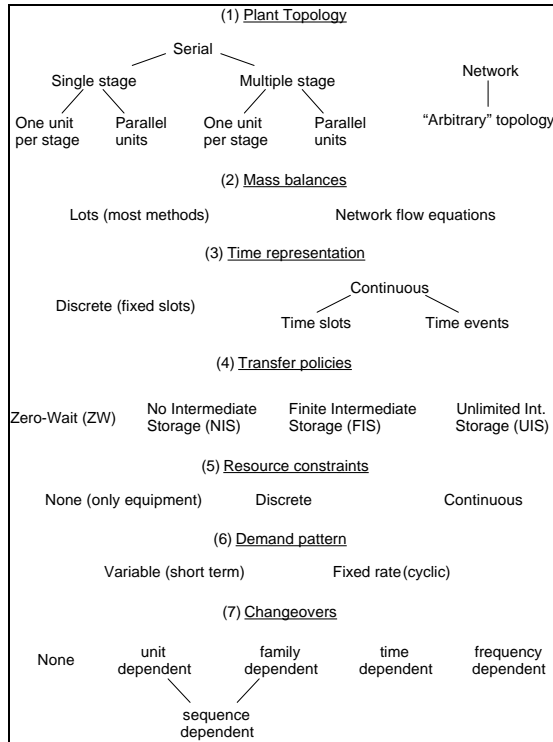 (1) Plant Topology
Serial
Single stage
Multiple stage
Network
One unit
per stage
Parallel
units
One unit
per stage
Parallel
units
“Arbitrary” topology
(2) Mass balances
Lots (most methods)
Network flow equations
(3) Time representation
Discrete (fixed slots)
Continuous
Time slots
Time events
(4) Transfer policies
Zero-Wait (ZW)
No Intermediate
Storage (NIS)
Finite Intermediate
Storage (FIS)
Unlimited Int.
Storage (UIS)
(5) Resource constraints
None (only equipment)
Discrete
Continuous
(6) Demand pattern
Variable (short term)
Fixed rate (cyclic)
(7) Changeovers
None
unit
dependent
family
dependent
time
dependent
frequency
dependent
sequence
dependent